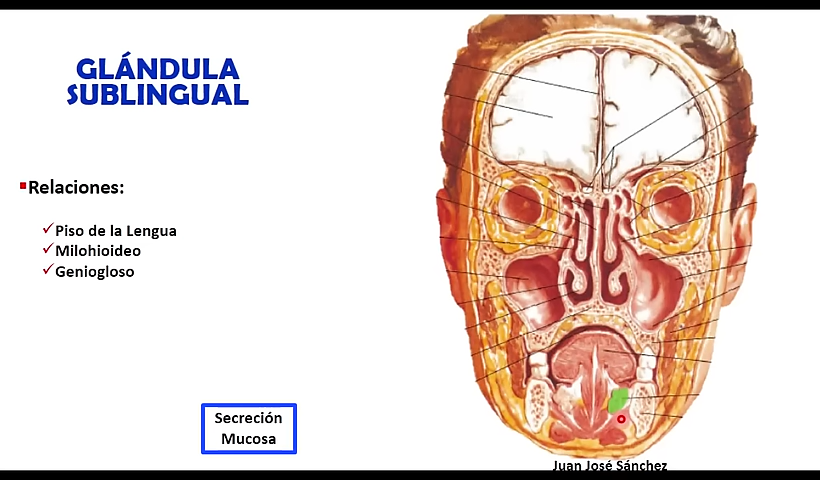 GLÁNDULA
SUBLINGUAL
Relaciones:
Piso de la Lengua
Milohioideo
Geniogloso
Secreción
Mucosa
Juan José Sánchez